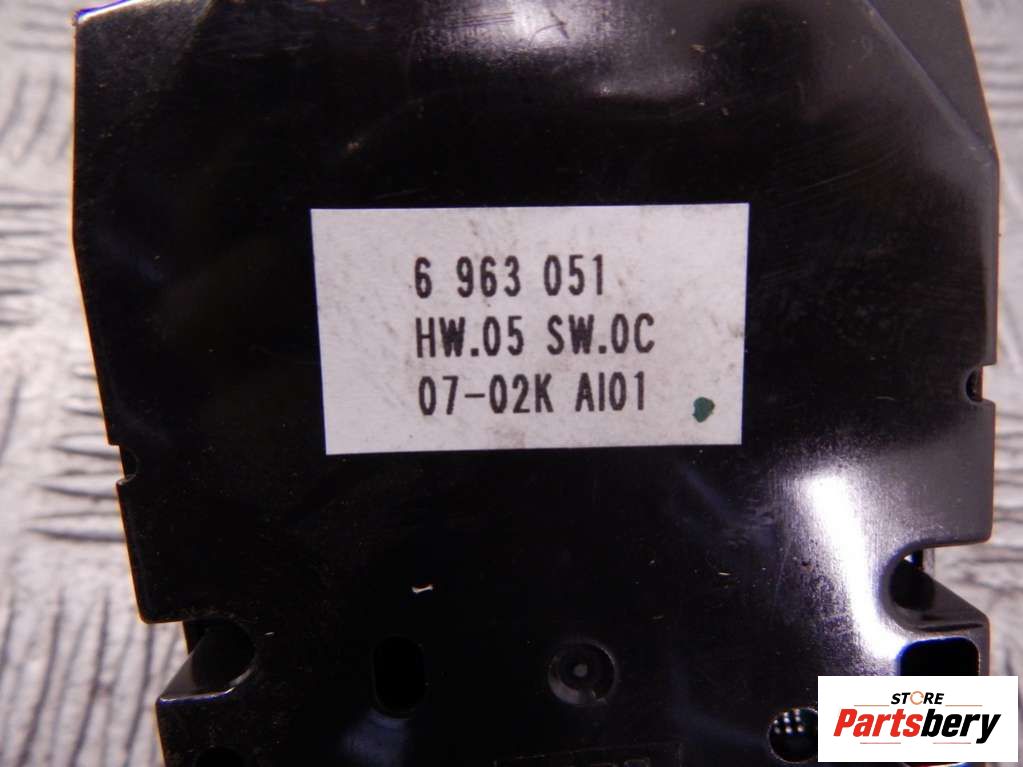 6 963 051
HW.05 SW.0C
07-02K AI01
STORE
Partsbery